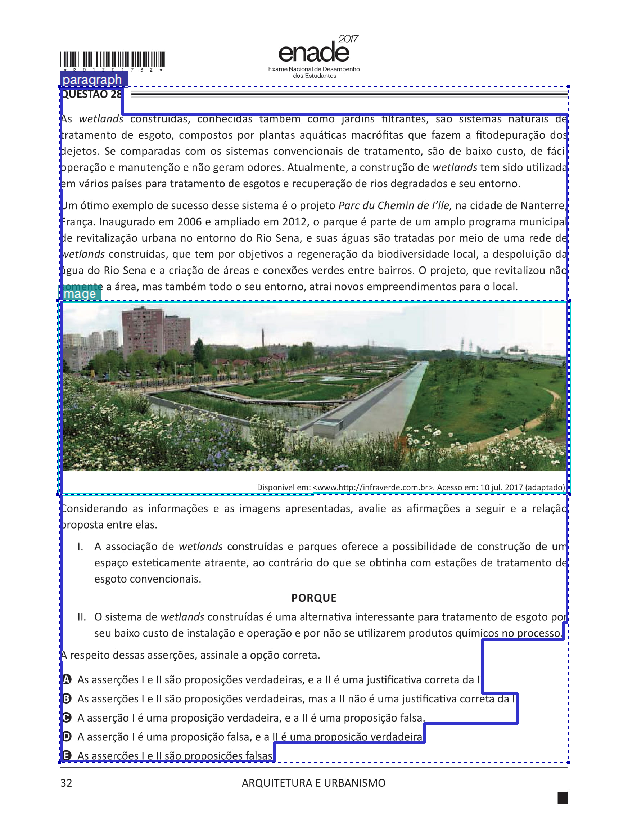 2017
enade
Exame Nacional de Desempenho
dos Estudantes
paragraph
QUESTÃO 28
As wetlands construídas, conhecidas também como jardins filtrantes, são sistemas naturais de
tratamento de esgoto, compostos por plantas aquáticas macrófitas que fazem a fitodepuração dos
dejetos. Se comparadas com os sistemas convencionais de tratamento, são de baixo custo, de fácil
operação e manutenção e não geram odores. Atualmente, a construção de wetlands tem sido utilizada
em vários países para tratamento de esgotos e recuperação de rios degradados e seu entorno.
Um ótimo exemplo de sucesso desse sistema é o projeto Parc du Chemin de l'Ile, na cidade de Nanterre,
França. Inaugurado em 2006 e ampliado em 2012, o parque é parte de um amplo programa municipal
de revitalização urbana no entorno do Rio Sena, e suas águas são tratadas por meio de uma rede de
wetlands construídas, que tem por objetivos a regeneração da biodiversidade local, a despoluição da
água do Rio Sena e a criação de áreas e conexões verdes entre bairros. O projeto, que revitalizou não
somente a área, mas também todo o seu entorno, atrai novos empreendimentos para o local.
image
Disponível em: <www.http://infraverde.com.br>. Acesso em: 10 jul. 2017 (adaptado).
Considerando as informações e as imagens apresentadas, avalie as afirmações a seguir e a relação
proposta entre elas.
I. A associação de wetlands construídas e parques oferece a possibilidade de construção de um
espaço esteticamente atraente, ao contrário do que se obtinha com estações de tratamento de
esgoto convencionais.
PORQUE
II. O sistema de wetlands construídas é uma alternativa interessante para tratamento de esgoto por
seu baixo custo de instalação e operação e por não se utilizarem produtos químicos no processo.
A respeito dessas asserções, assinale a opção correta.
A As asserções I e II são proposições verdadeiras, e a II é uma justificativa correta da I.
B As asserções I e II são proposições verdadeiras, mas a II não é uma justificativa correta da I.
C A asserção I é uma proposição verdadeira, e a II é uma proposição falsa.
D A asserção I é uma proposição falsa, e a II é uma proposição verdadeira.
E As asserções I e II são proposições falsas.
32
ARQUITETURA E URBANISMO